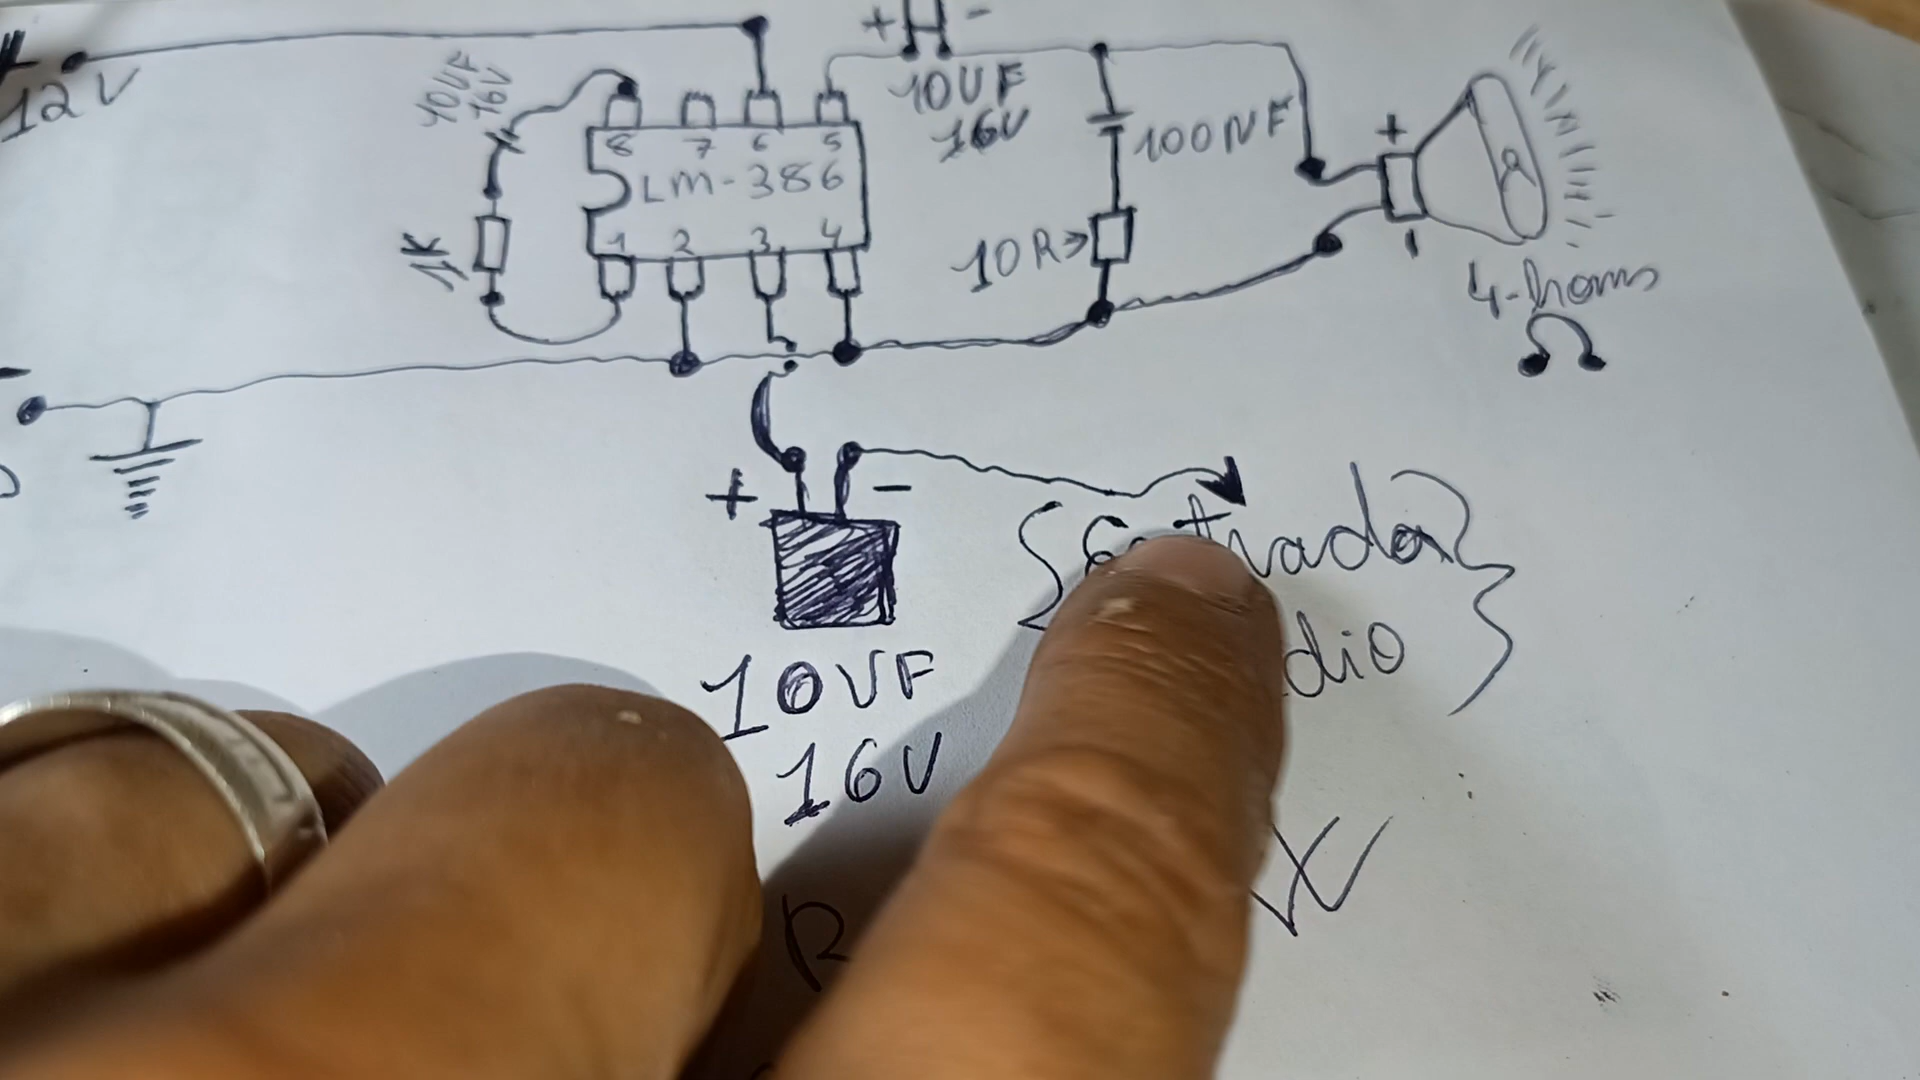 12V
10UF
16V
+ -
10UF
16V
8 7 6 5
LM-386
1 2 3 4
1K
100NF
10R
+
-
8
4-homs
Ω
+ -
10UF
16V